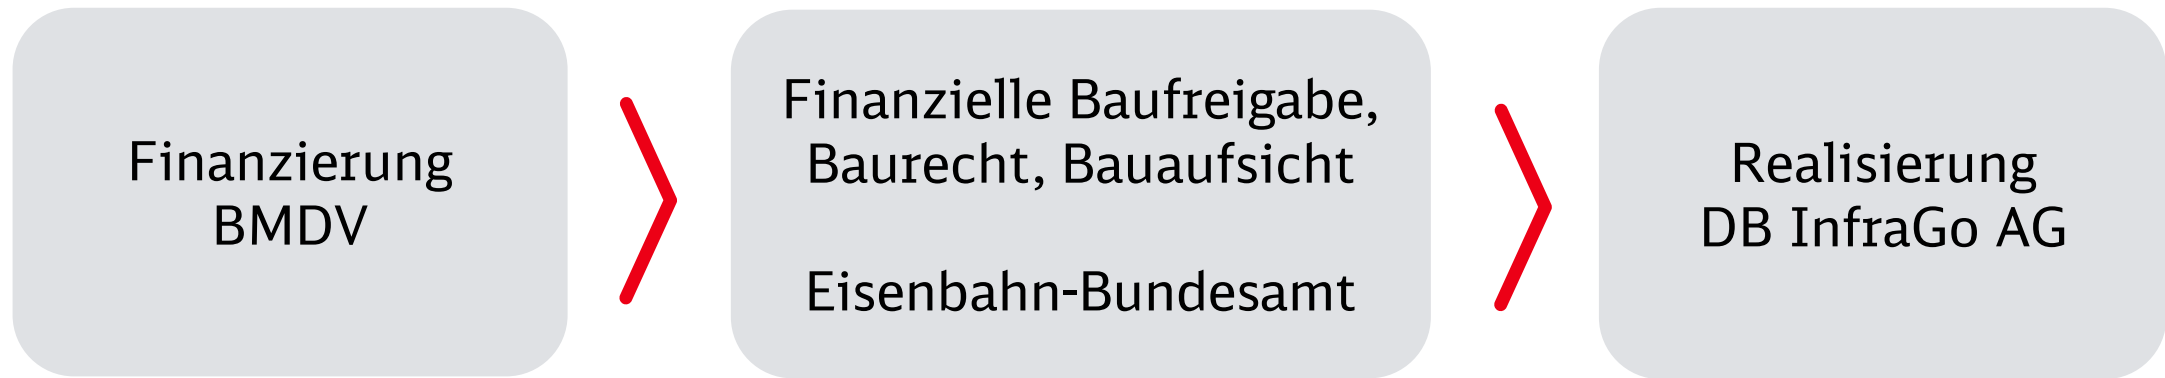 Finanzierung
BMDV
Finanzielle Baufreigabe,
Baurecht, Bauaufsicht
Eisenbahn-Bundesamt
Realisierung
DB InfraGo AG